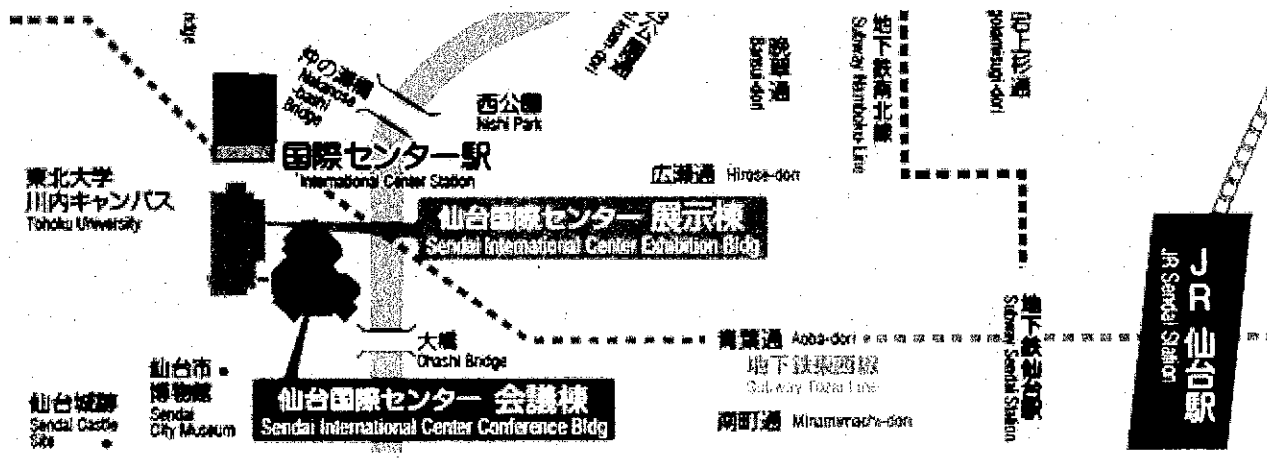 idge
仲の瀬橋
Nakanose
-bashi
Bridge
西公園
Nishi Park
晩翠通
Bansui-dori
地下鉄南北線
Subway Namboku-Line
国際センター駅
International Center Station
東北大学
川内キャンパス
Tohoku University
広瀬通 Hirose-dori
仙台国際センター 展示棟
Sendai International Center Exhibition Bldg
JR 仙台駅
JR Sendai Station
地下鉄仙台駅
Subway Sendai Station
大橋
Ohashi Bridge
青葉通 Aoba-dori
地下鉄東西線
Subway Tozai Line
南町通 Minamimachi-dori
仙台市
博物館
Sendai
City Museum
仙台城跡
Sendai Castle
Site
仙台国際センター 会議棟
Sendai International Center Conference Bldg